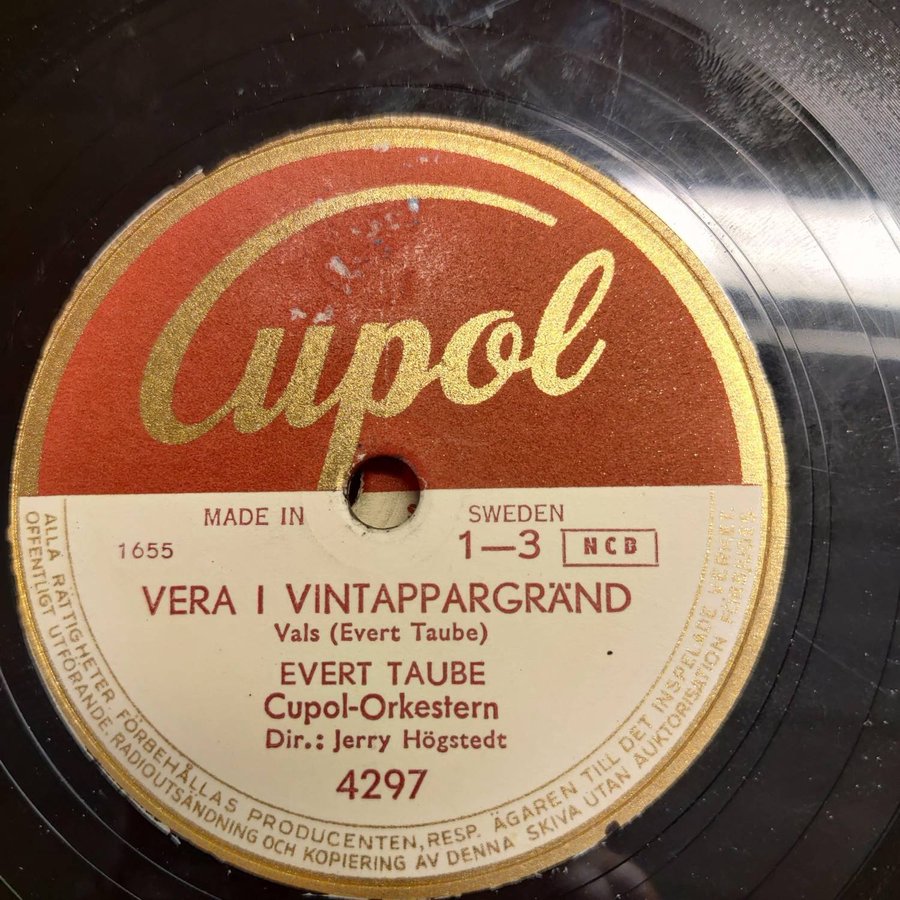 Cupol
MADE IN SWEDEN
1655 1—3 NCB
VERA I VINTAPPARGRÄND
Vals (Evert Taube)
EVERT TAUBE
Cupol-Orkestern
Dir.: Jerry Högstedt
4297
ALLA RÄTTIGHETER FÖRBEHÅLLAS PRODUCENTEN, RESP. ÄGAREN TILL DET INSPELADE VERKET.
OFFENTLIGT UTFÖRANDE, RADIOUTSÄNDNING OCH KOPIERING AV DENNA SKIVA UTAN AUKTORISATION FÖRBJUDES